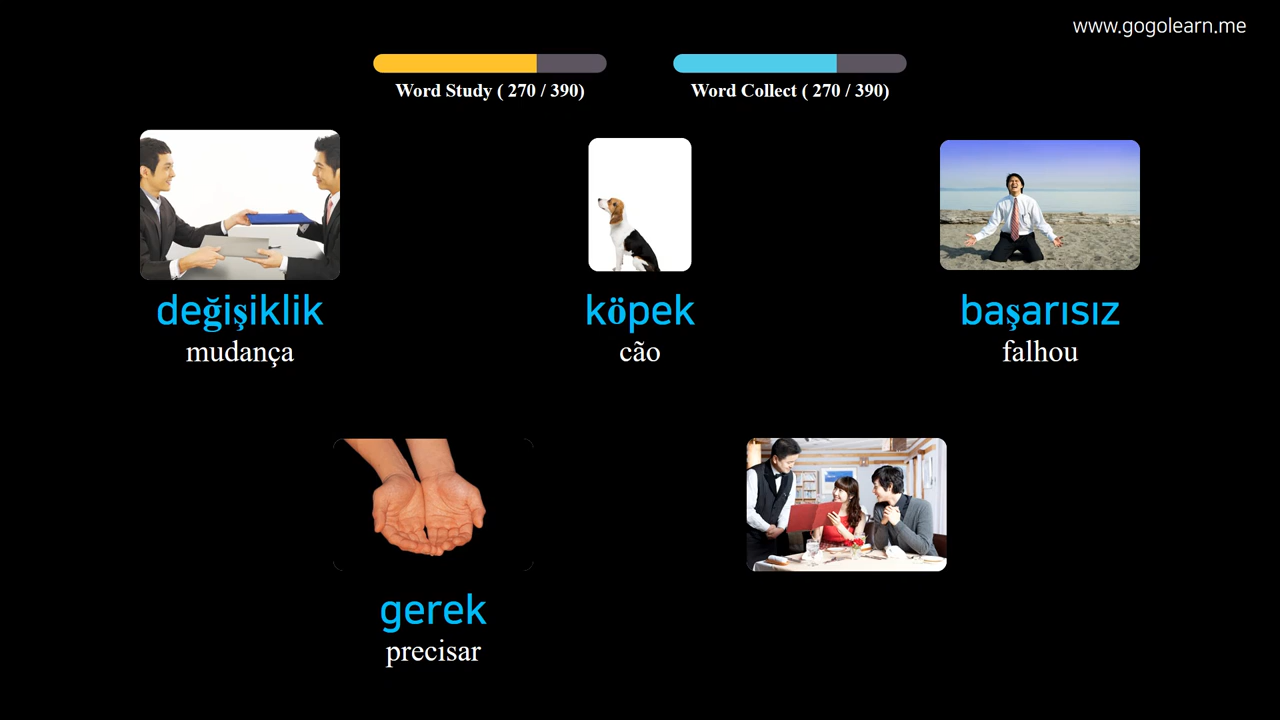 www.gogolearn.me
Word Study ( 270 / 390)
Word Collect ( 270 / 390)
değişiklik
mudança
köpek
cão
başarısız
falhou
gerek
precisar